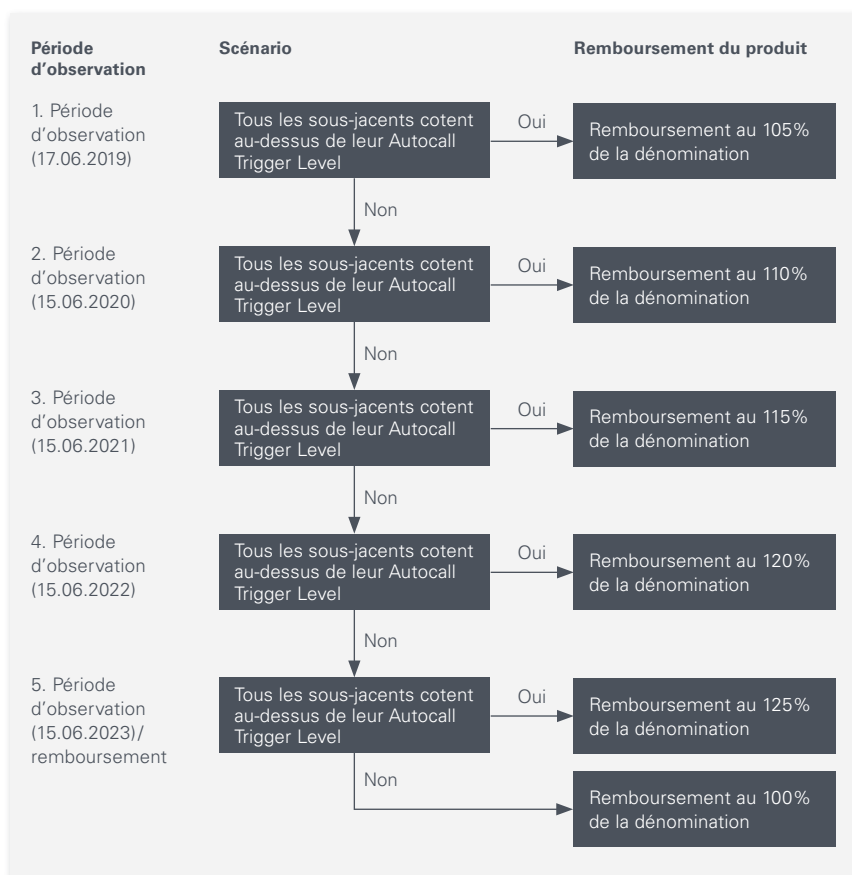 Période
d'observation
Scénario
Remboursement du produit
1. Période
d'observation
(17.06.2019)
Tous les sous-jacents cotent
au-dessus de leur Autocall
Trigger Level
Oui
Remboursement au 105%
de la dénomination
Non
2. Période
d'observation
(15.06.2020)
Tous les sous-jacents cotent
au-dessus de leur Autocall
Trigger Level
Oui
Remboursement au 110%
de la dénomination
Non
3. Période
d'observation
(15.06.2021)
Tous les sous-jacents cotent
au-dessus de leur Autocall
Trigger Level
Oui
Remboursement au 115%
de la dénomination
Non
4. Période
d'observation
(15.06.2022)
Tous les sous-jacents cotent
au-dessus de leur Autocall
Trigger Level
Oui
Remboursement au 120%
de la dénomination
Non
5. Période
d'observation
(15.06.2023)/
remboursement
Tous les sous-jacents cotent
au-dessus de leur Autocall
Trigger Level
Oui
Remboursement au 125%
de la dénomination
Non
Remboursement au 100%
de la dénomination